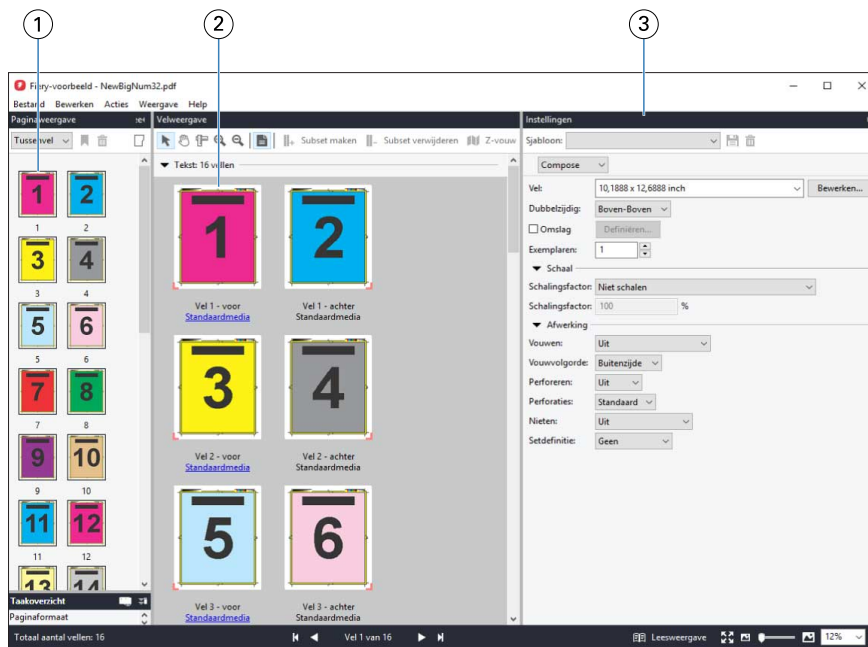 1 2 3
Fiery-voorbeeld - NewBigNum32.pdf
Bestand Bewerken Acties Weergave Help
Paginaweergave
Velweergave
Instellingen
Tussenvel
Subset maken Subset verwijderen Z-vouw
Sjabloon:
Tekst: 16 vellen
Compose
Vel: 10,1888 x 12,6888 inch Bewerken...
Dubbelzijdig: Boven-Boven
Omslag Definiëren...
Exemplaren: 1
Schaal
Schalingsfactor: Niet schalen
Schalingsfactor: 100 %
Afwerking
Vouwen: Uit
Vouwvolgorde: Buitenzijde
Perforeren: Uit
Perforaties: Standaard
Nieten: Uit
Setdefinitie: Geen
1 2
1 2
3 4
3 4
5 6
5 6
7 8
7 8
9 10
9 10
11 12
11 12
13 14
1 2
Vel 1 - voor Vel 1 - achter
Standaardmedia Standaardmedia
3 4
Vel 2 - voor Vel 2 - achter
Standaardmedia Standaardmedia
5 6
Vel 3 - voor Vel 3 - achter
Standaardmedia Standaardmedia
Taakoverzicht
Paginaformaat
Totaal aantal vellen: 16 Vel 1 van 16 Leesweergave 12%